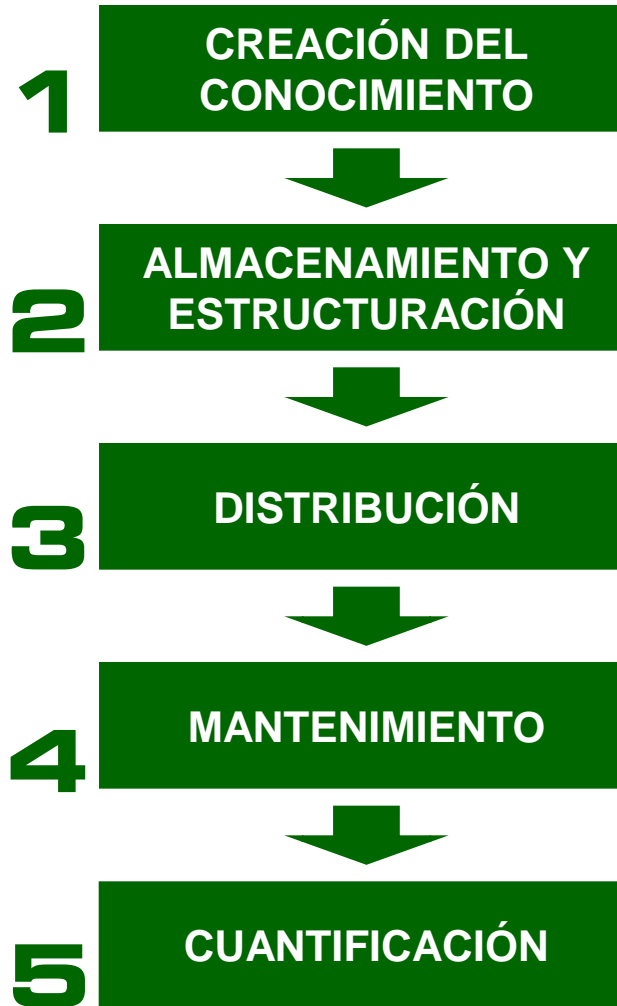 1
CREACIÓN DEL
CONOCIMIENTO
2
ALMACENAMIENTO Y
ESTRUCTURACIÓN
3
DISTRIBUCIÓN
4
MANTENIMIENTO
5
CUANTIFICACIÓN